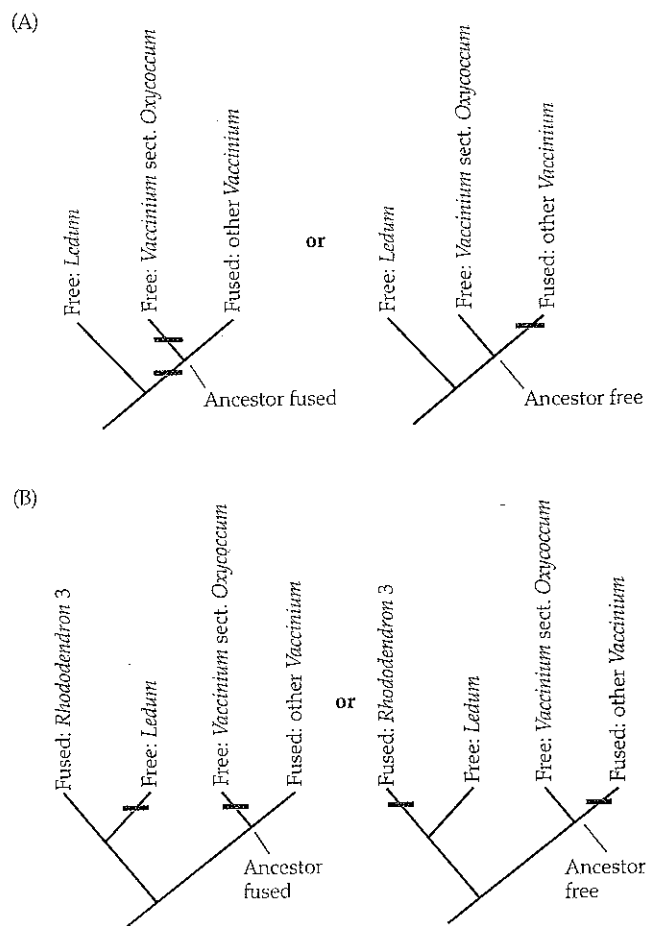 (A)
Free: Ledum
Free: Vaccinium sect. Oxycoccum
Fused: other Vaccinium
Ancestor fused
or
Free: Ledum
Free: Vaccinium sect. Oxycoccum
Fused: other Vaccinium
Ancestor free
(B)
Fused: Rhododendron 3
Free: Ledum
Free: Vaccinium sect. Oxycoccum
Fused: other Vaccinium
Ancestor
fused
or
Fused: Rhododendron 3
Free: Ledum
Free: Vaccinium sect. Oxycoccum
Fused: other Vaccinium
Ancestor
free